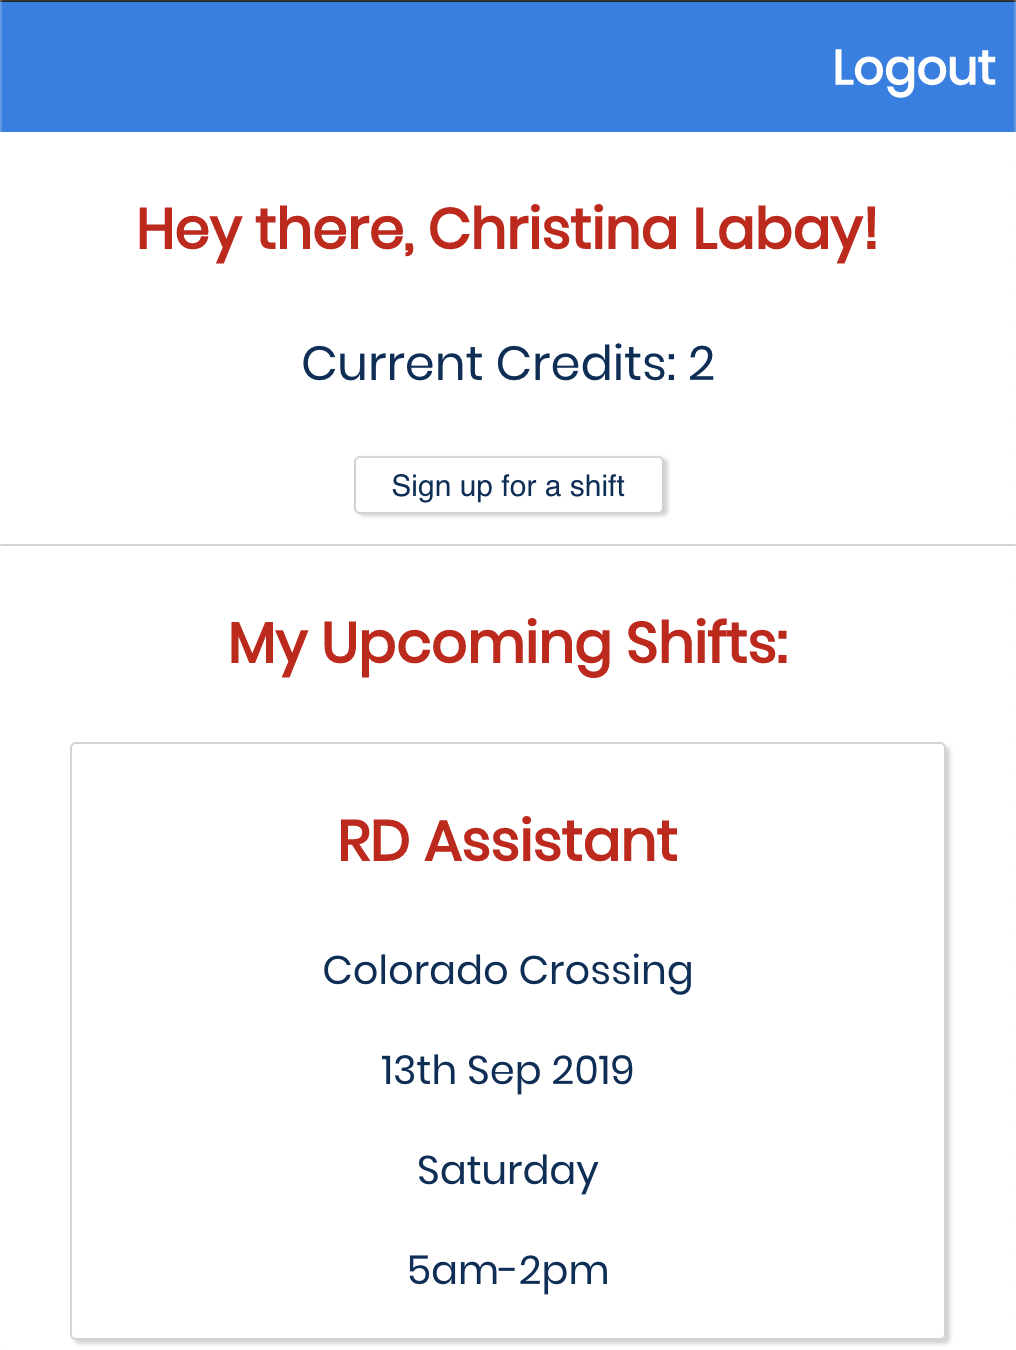 Logout
Hey there, Christina Labay!
Current Credits: 2
Sign up for a shift
My Upcoming Shifts:
RD Assistant
Colorado Crossing
13th Sep 2019
Saturday
5am-2pm